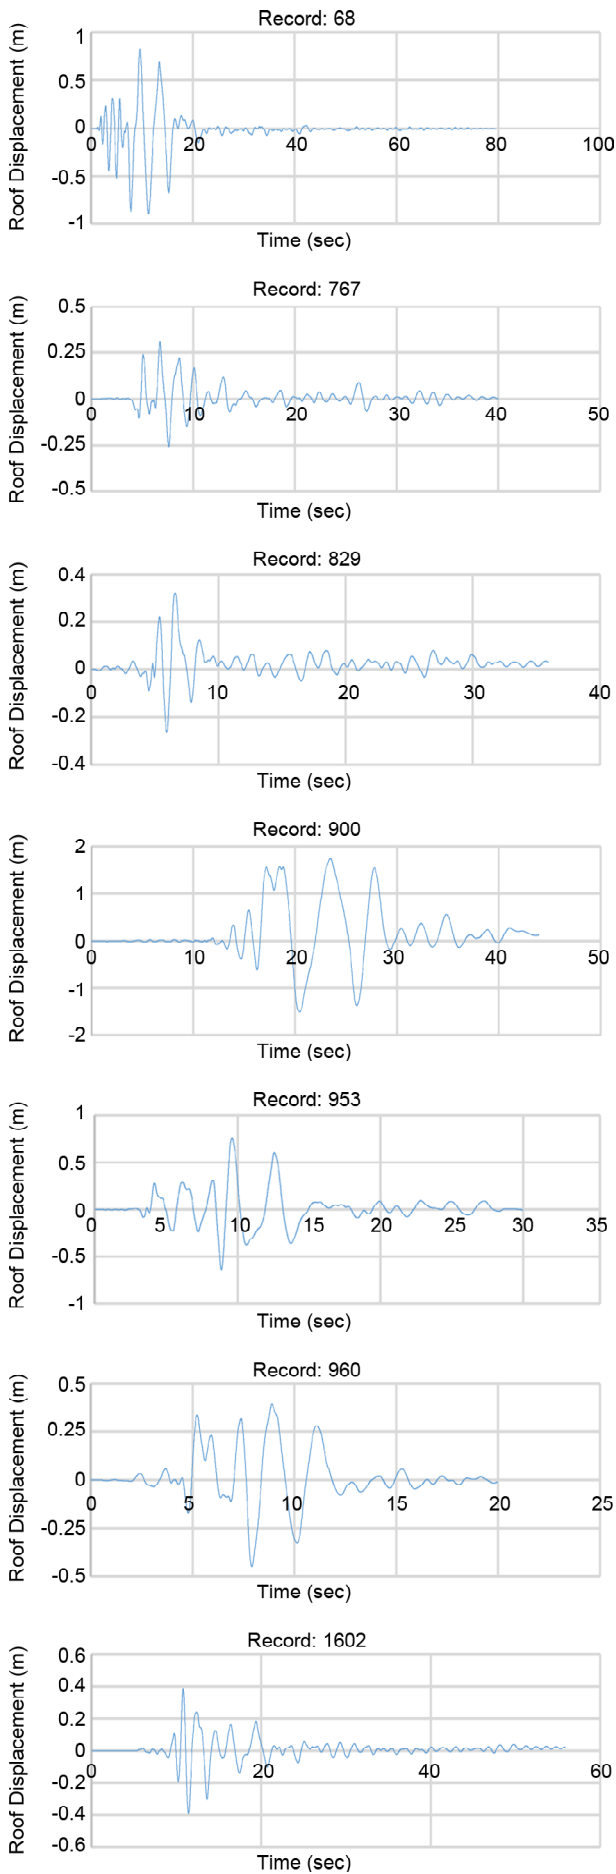 Record: 68
Roof Displacement (m)
1
0.5
0
-0.5
-1
0 20 40 60 80 100
Time (sec)
Record: 767
Roof Displacement (m)
0.5
0.25
0
-0.25
-0.5
0 10 20 30 40 50
Time (sec)
Record: 829
Roof Displacement (m)
0.4
0.2
0
-0.2
-0.4
0 10 20 30 40
Time (sec)
Record: 900
Roof Displacement (m)
2
1
0
-1
-2
0 10 20 30 40 50
Time (sec)
Record: 953
Roof Displacement (m)
1
0.5
0
-0.5
-1
0 5 10 15 20 25 30 35
Time (sec)
Record: 960
Roof Displacement (m)
0.5
0.25
0
-0.25
-0.5
0 5 10 15 20 25
Time (sec)
Record: 1602
Roof Displacement (m)
0.6
0.4
0.2
0
-0.2
-0.4
-0.6
0 20 40 60
Time (sec)